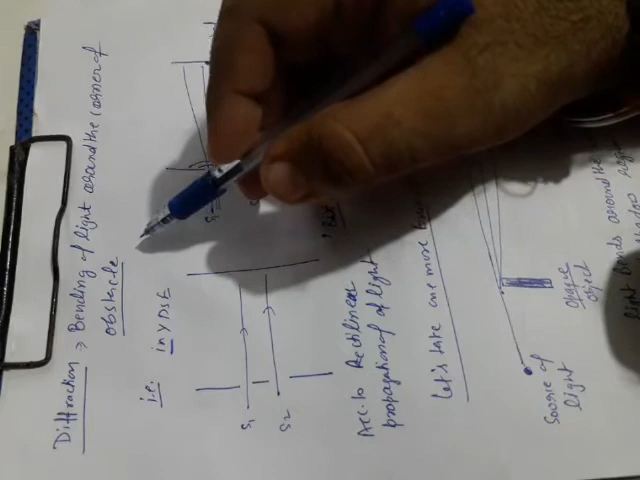 Diffraction → Bending of light around the corner of
obstacle
i.e. in YDSE
S1
S2
S1
Acc. to Rectilinear
propagation of light
Let's take one more
Source of
light
opaque
object
light bends around the